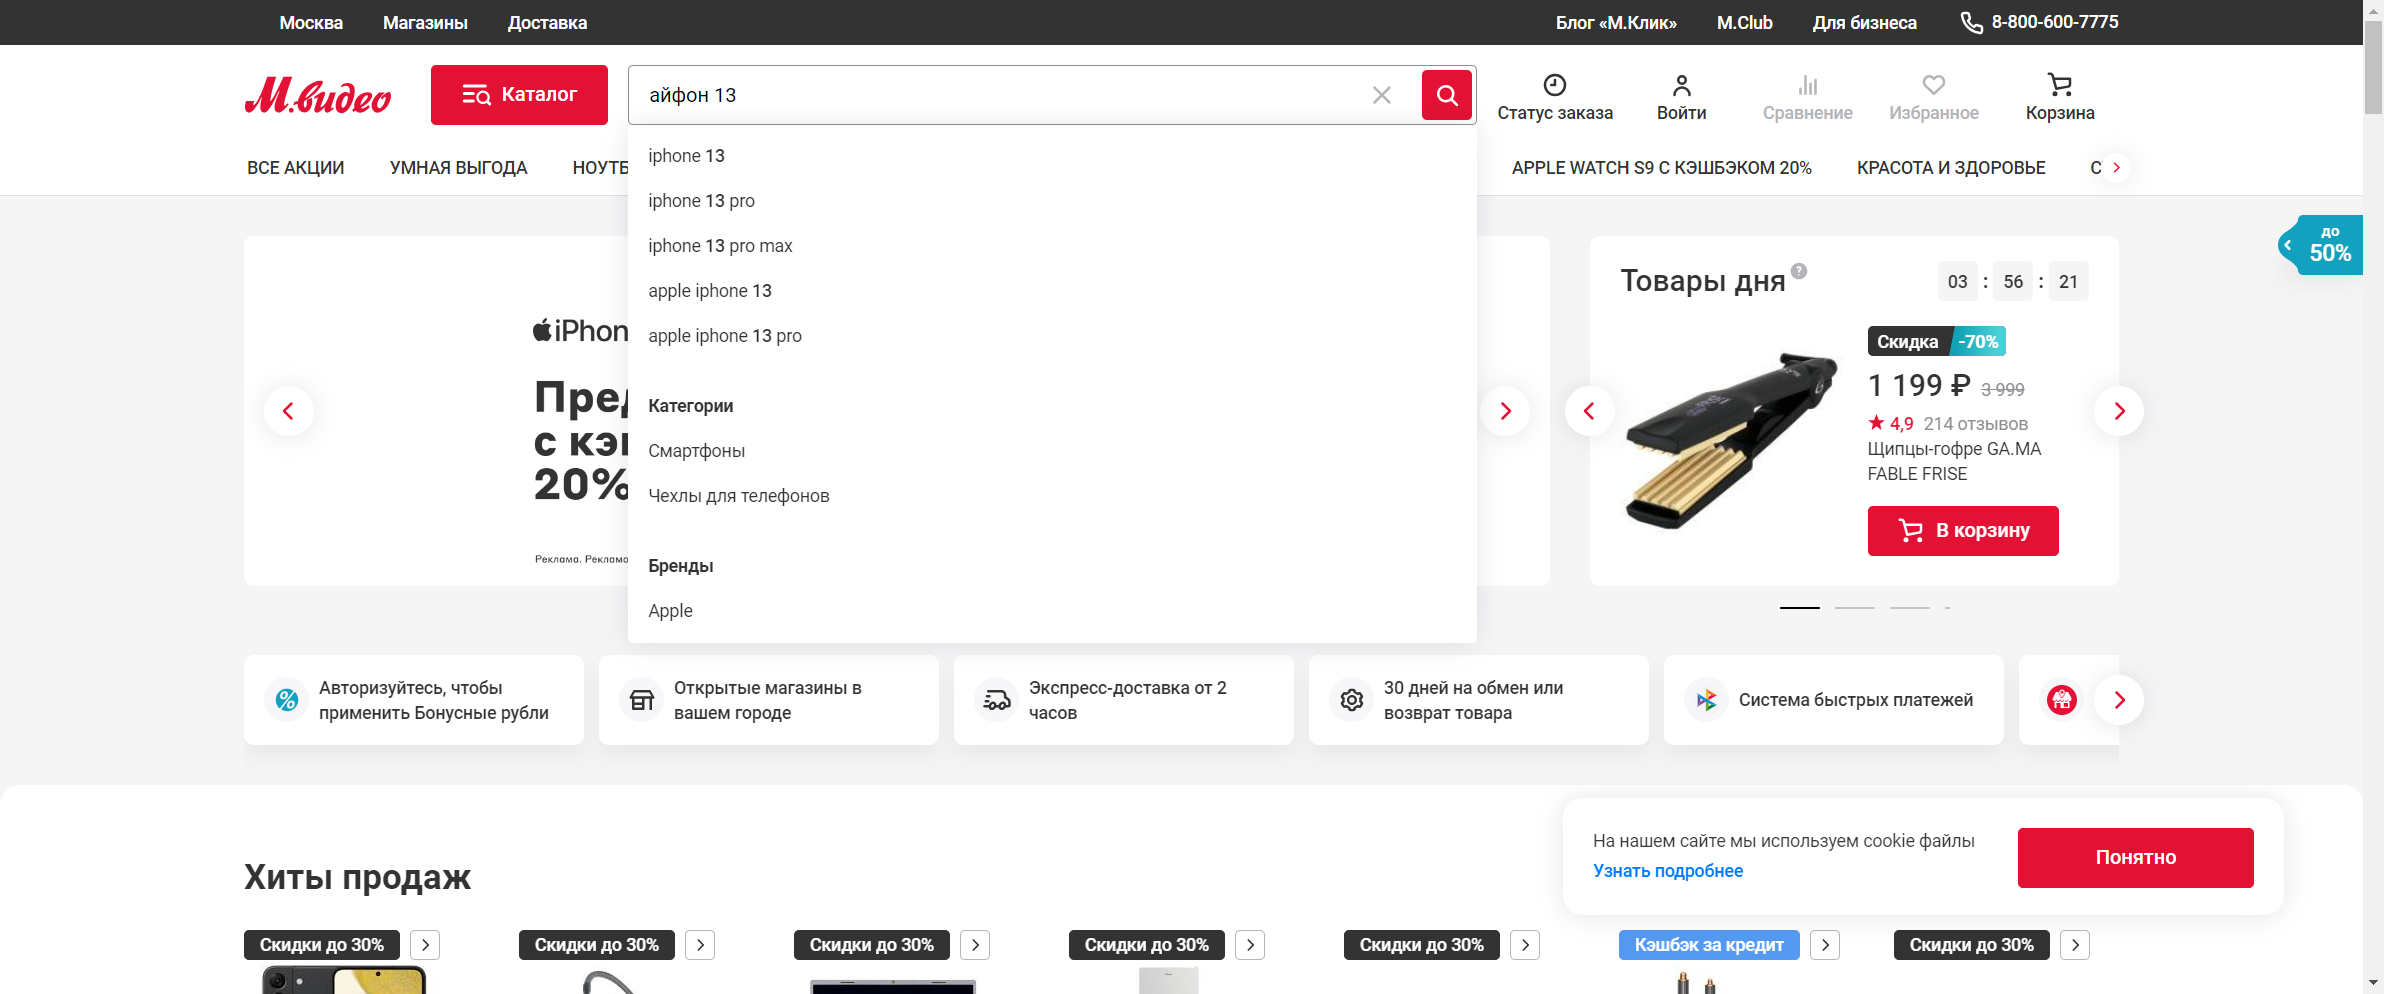 Москва Магазины Доставка Блог «М.Клик» M.Club Для бизнеса 8-800-600-7775
М.видео Каталог айфон 13 Статус заказа Войти Сравнение Избранное Корзина
ВСЕ АКЦИИ УМНАЯ ВЫГОДА НОУТБ APPLE WATCH S9 С КЭШБЭКОМ 20% КРАСОТА И ЗДОРОВЬЕ
iphone 13
iphone 13 pro
iphone 13 pro max
apple iphone 13
apple iphone 13 pro
Категории
Смартфоны
Чехлы для телефонов
Бренды
Apple
iPhon
Пред
с кэш
20%
Реклама. Рекламо
Товары дня ? 03 : 56 : 21
Скидка -70%
1 199 ₽ 3 999
4,9 214 отзывов
Щипцы-гофре GA.MA
FABLE FRISE
В корзину
до
50%
Авторизуйтесь, чтобы
применить Бонусные рубли
Открытые магазины в
вашем городе
Экспресс-доставка от 2
часов
30 дней на обмен или
возврат товара
Система быстрых платежей
Хиты продаж
На нашем сайте мы используем cookie файлы
Узнать подробнее
Понятно
Скидки до 30% Скидки до 30% Скидки до 30% Скидки до 30% Скидки до 30% Кэшбэк за кредит Скидки до 30%